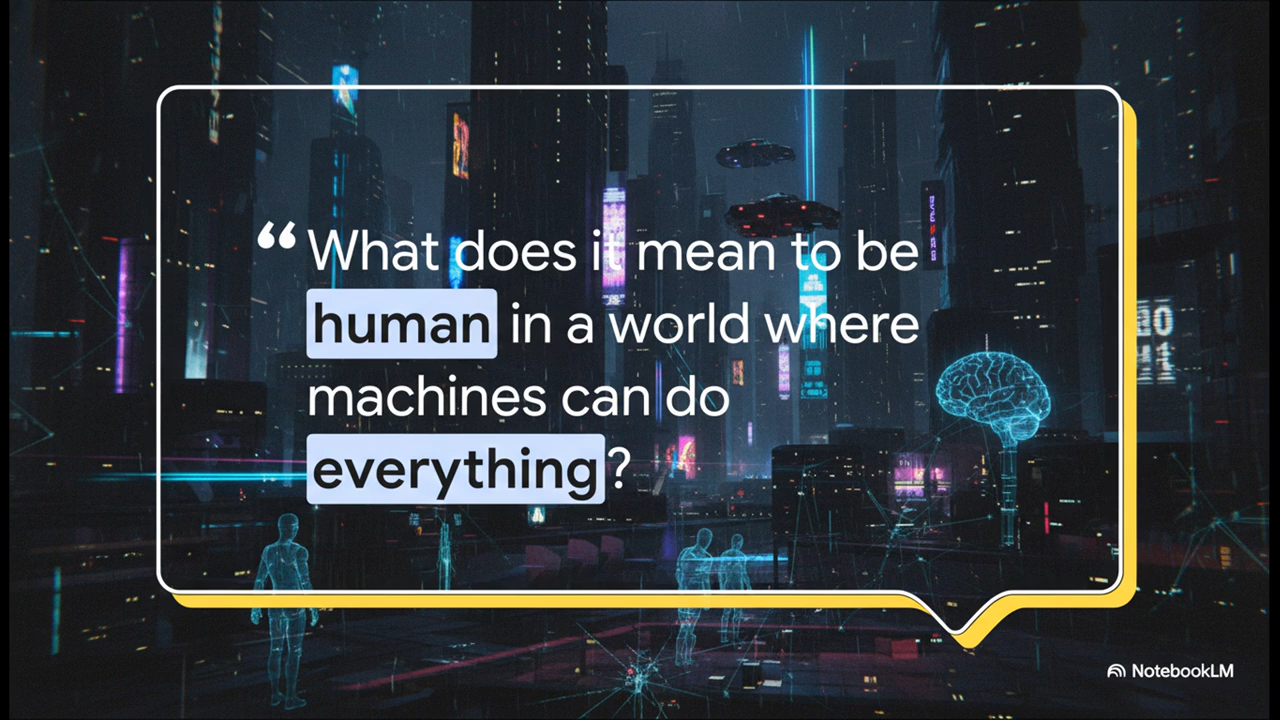 “What does it mean to be
human in a world where
machines can do
everything?
NotebookLM